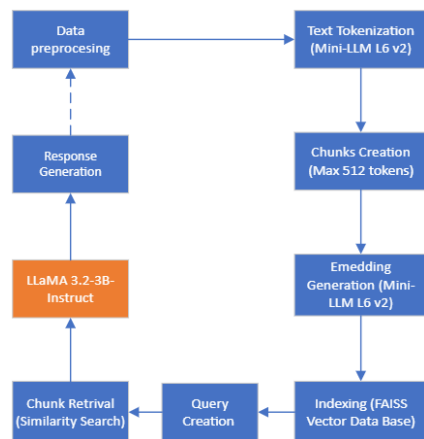 Data
preprocesing
Text Tokenization
(Mini-LLM L6 v2)
Chunks Creation
(Max 512 tokens)
Emedding
Generation (Mini-
LLM L6 v2)
Indexing (FAISS
Vector Data Base)
Query
Creation
Chunk Retrival
(Similarity Search)
LLaMA 3.2-3B-
Instruct
Response
Generation